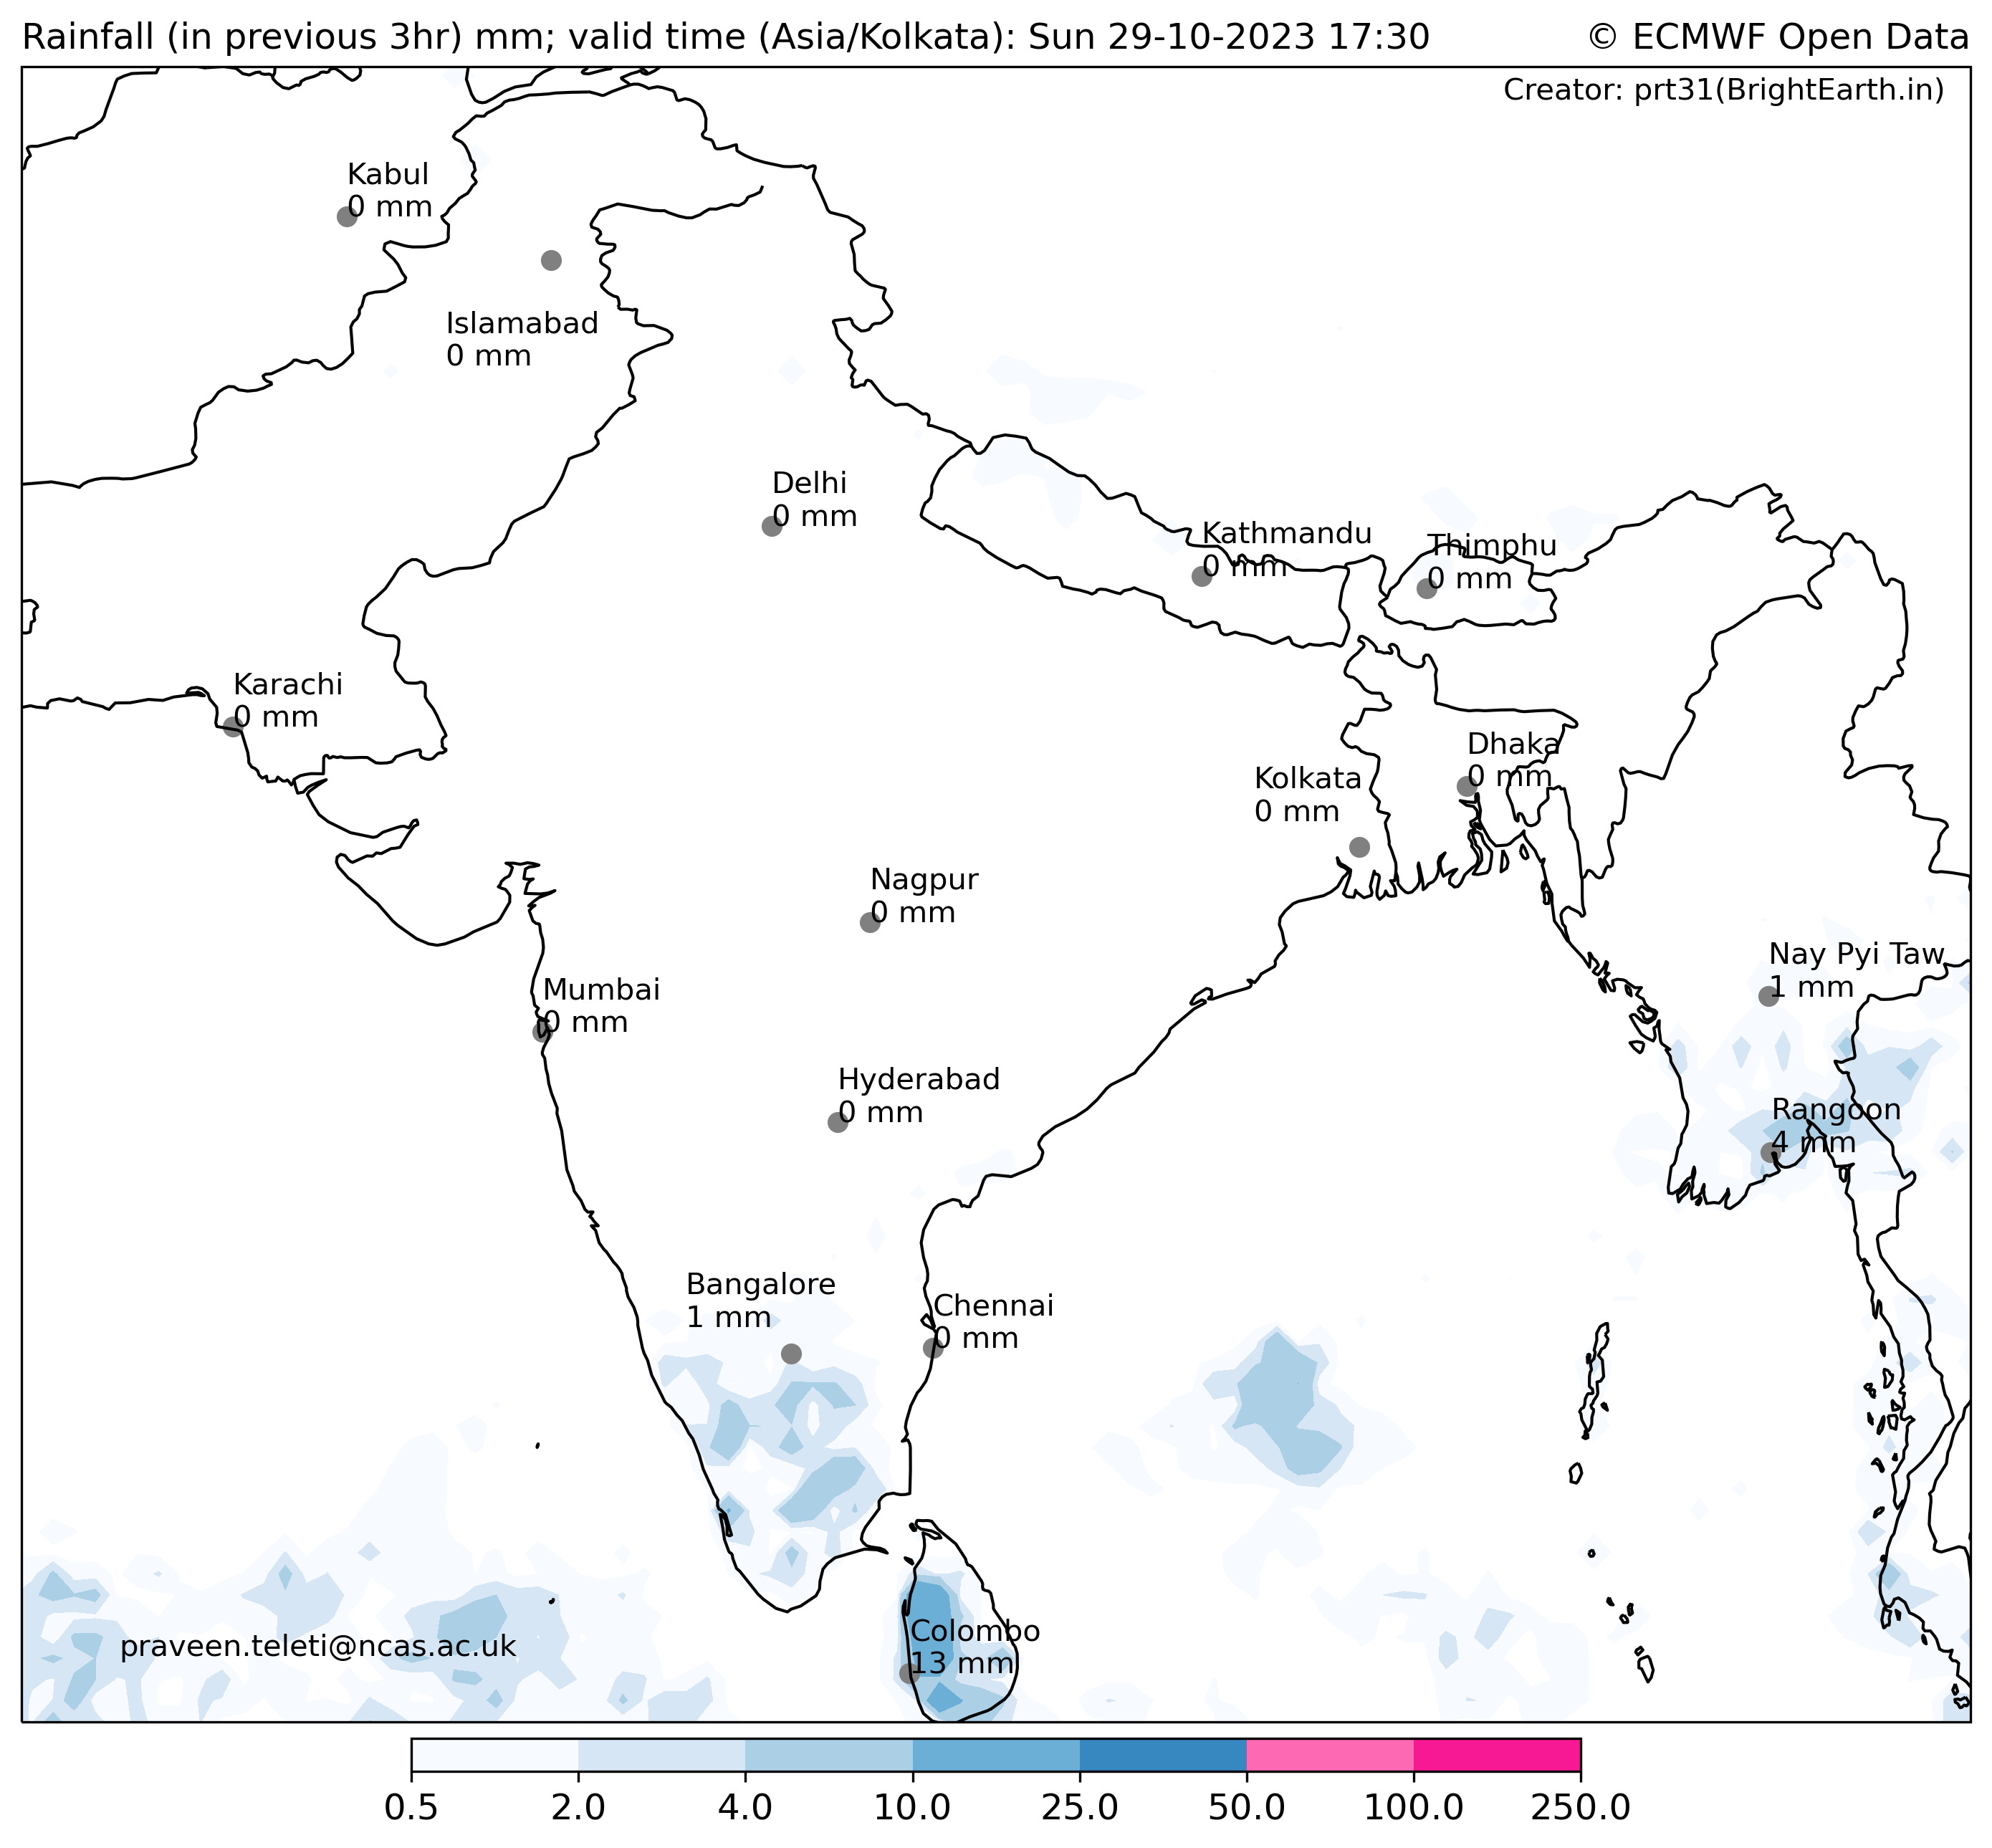 Rainfall (in previous 3hr) mm; valid time (Asia/Kolkata): Sun 29-10-2023 17:30
© ECMWF Open Data
Creator: prt31(BrightEarth.in)
Kabul
0 mm
Islamabad
0 mm
Delhi
0 mm
Kathmandu
0 mm
Thimphu
0 mm
Karachi
0 mm
Dhaka
0 mm
Kolkata
0 mm
Nagpur
0 mm
Nay Pyi Taw
1 mm
Mumbai
0 mm
Hyderabad
0 mm
Rangoon
4 mm
Bangalore
1 mm
Chennai
0 mm
Colombo
13 mm
praveen.teleti@ncas.ac.uk
0.5 2.0 4.0 10.0 25.0 50.0 100.0 250.0